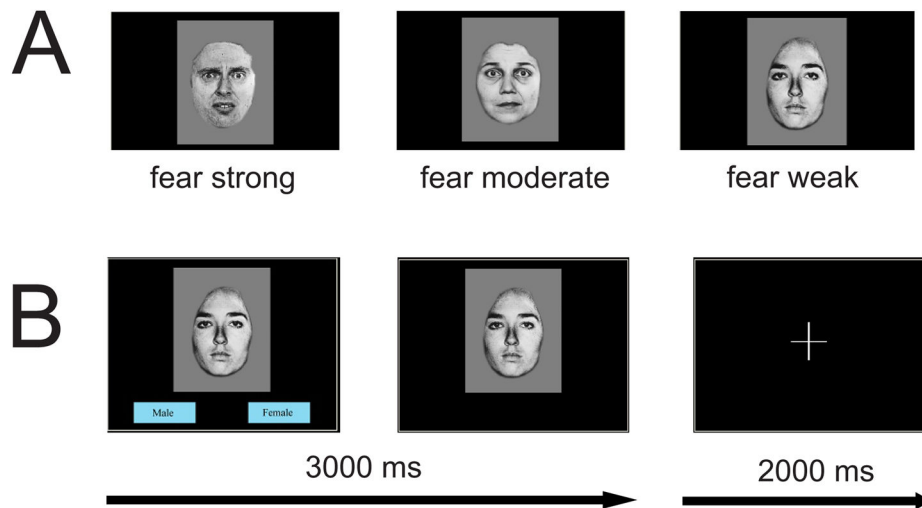 A
fear strong
fear moderate
fear weak
B
Male
Female
3000 ms
2000 ms